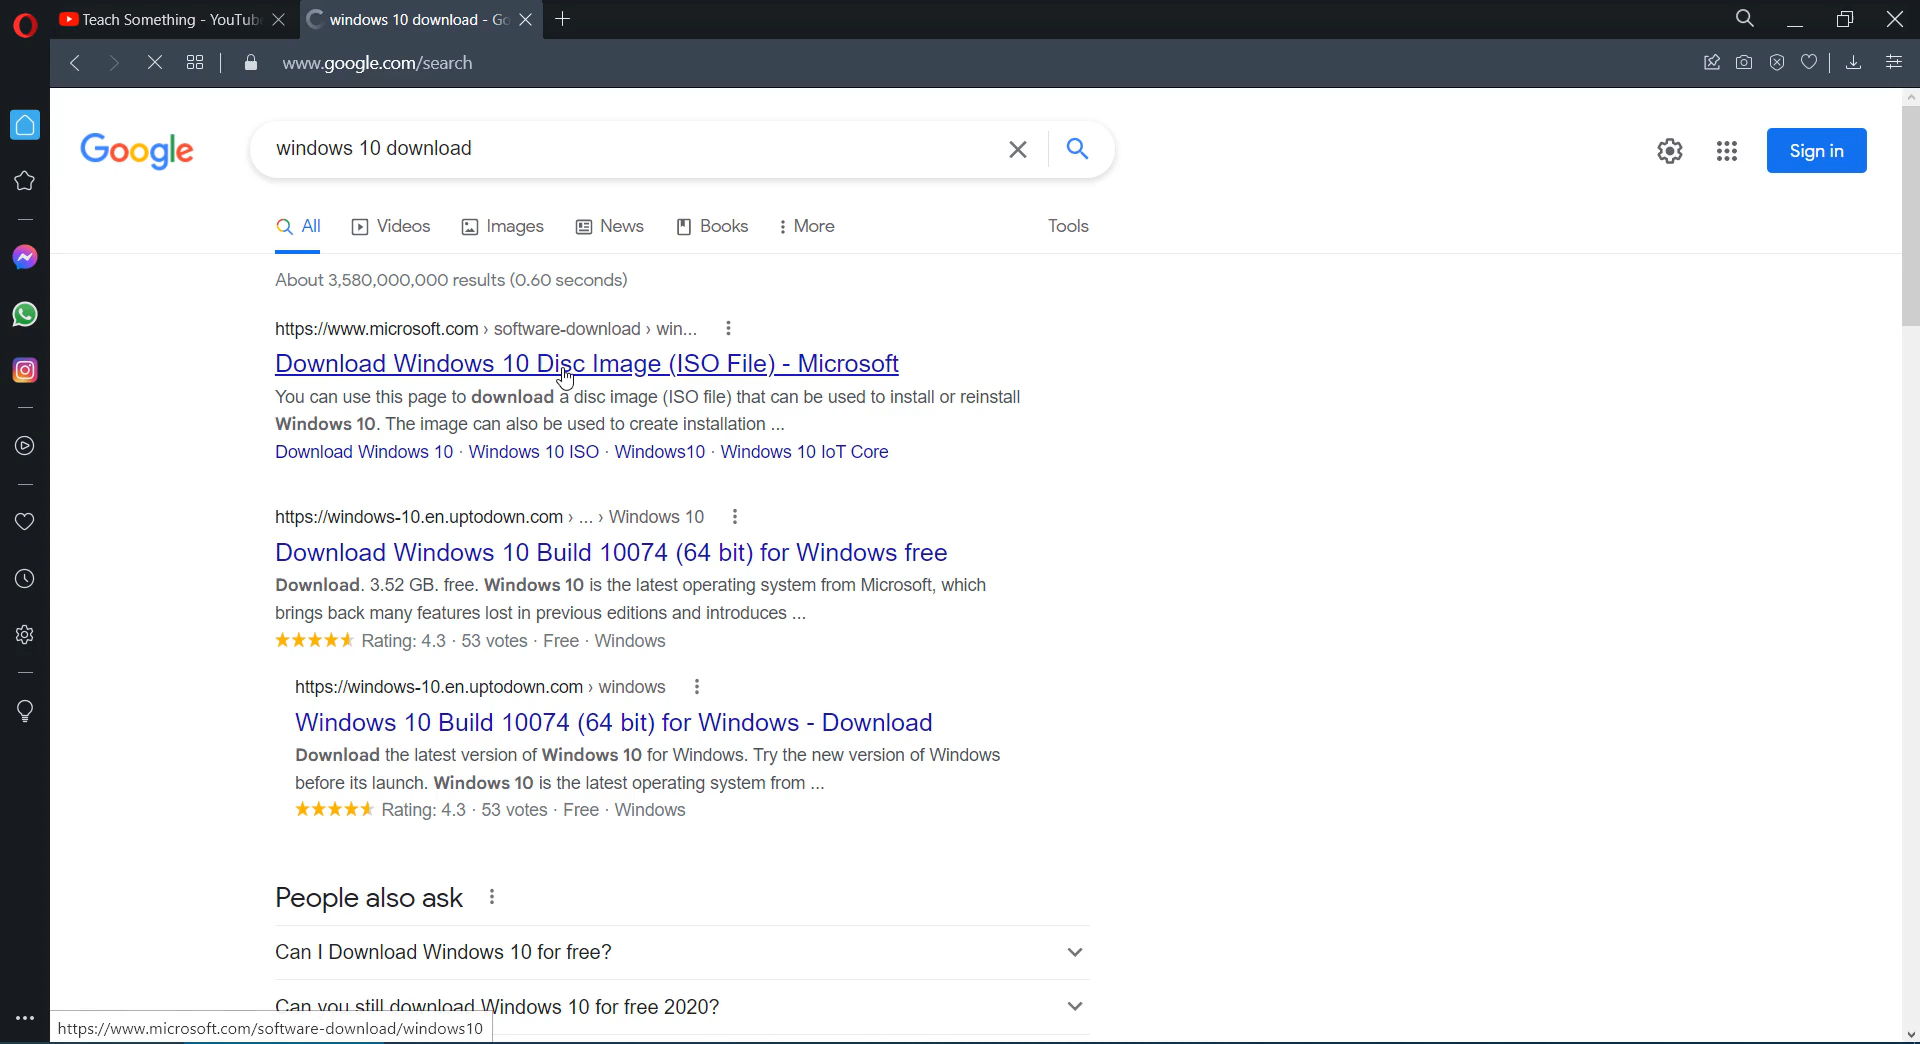 Teach Something - YouTub
windows 10 download - Go
www.google.com/search
Google
windows 10 download
Sign in
All
Videos
Images
News
Books
More
Tools
About 3,580,000,000 results (0.60 seconds)
https://www.microsoft.com › software-download › win...
Download Windows 10 Disc Image (ISO File) - Microsoft
You can use this page to download a disc image (ISO file) that can be used to install or reinstall
Windows 10. The image can also be used to create installation ...
Download Windows 10 · Windows 10 ISO · Windows10 · Windows 10 IoT Core
https://windows-10.en.uptodown.com › ... › Windows 10
Download Windows 10 Build 10074 (64 bit) for Windows free
Download. 3.52 GB. free. Windows 10 is the latest operating system from Microsoft, which
brings back many features lost in previous editions and introduces ...
Rating: 4.3 · 53 votes · Free · Windows
https://windows-10.en.uptodown.com › windows
Windows 10 Build 10074 (64 bit) for Windows - Download
Download the latest version of Windows 10 for Windows. Try the new version of Windows
before its launch. Windows 10 is the latest operating system from ...
Rating: 4.3 · 53 votes · Free · Windows
People also ask
Can I Download Windows 10 for free?
Can you still download Windows 10 for free 2020?
https://www.microsoft.com/software-download/windows10